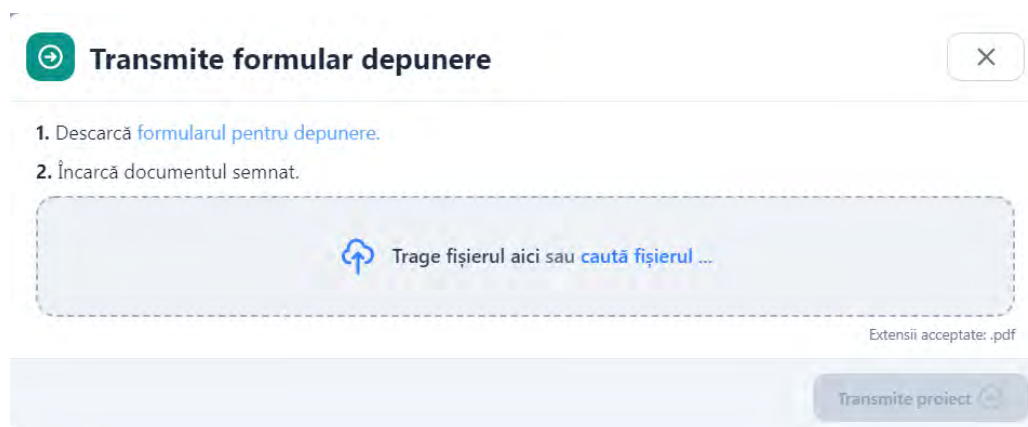 Transmite formular depunere
1. Descarcă formularul pentru depunere.
2. Încarcă documentul semnat.
Trage fișierul aici sau caută fișierul ...
Extensii acceptate: .pdf
Transmite proiect